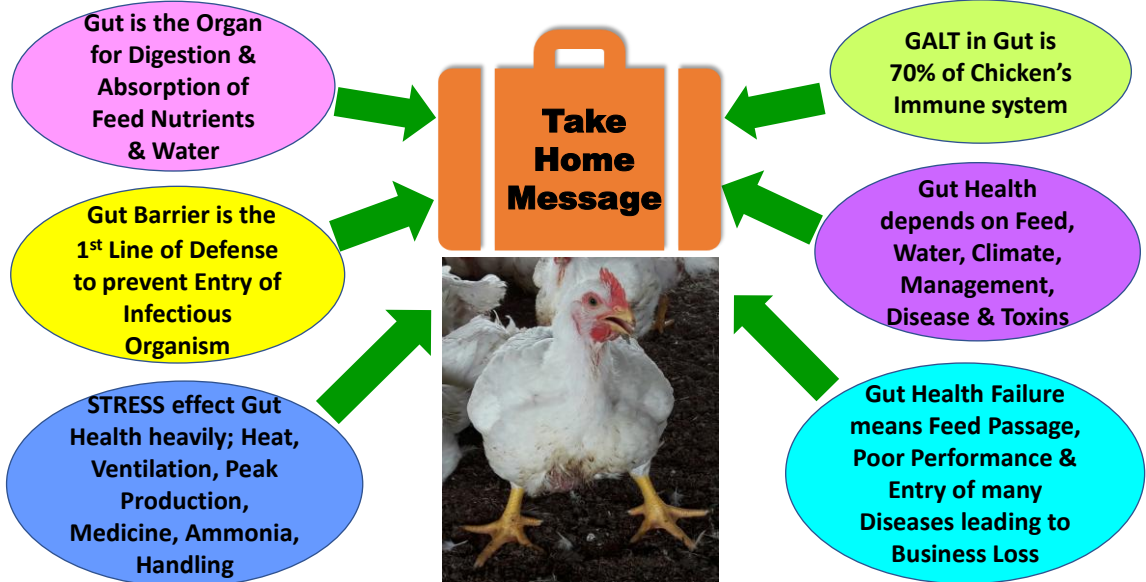 Gut is the Organ
for Digestion &
Absorption of
Feed Nutrients
& Water
Gut Barrier is the
1st Line of Defense
to prevent Entry of
Infectious
Organism
STRESS effect Gut
Health heavily; Heat,
Ventilation, Peak
Production,
Medicine, Ammonia,
Handling
Take
Home
Message
GALT in Gut is
70% of Chicken’s
Immune system
Gut Health
depends on Feed,
Water, Climate,
Management,
Disease & Toxins
Gut Health Failure
means Feed Passage,
Poor Performance &
Entry of many
Diseases leading to
Business Loss